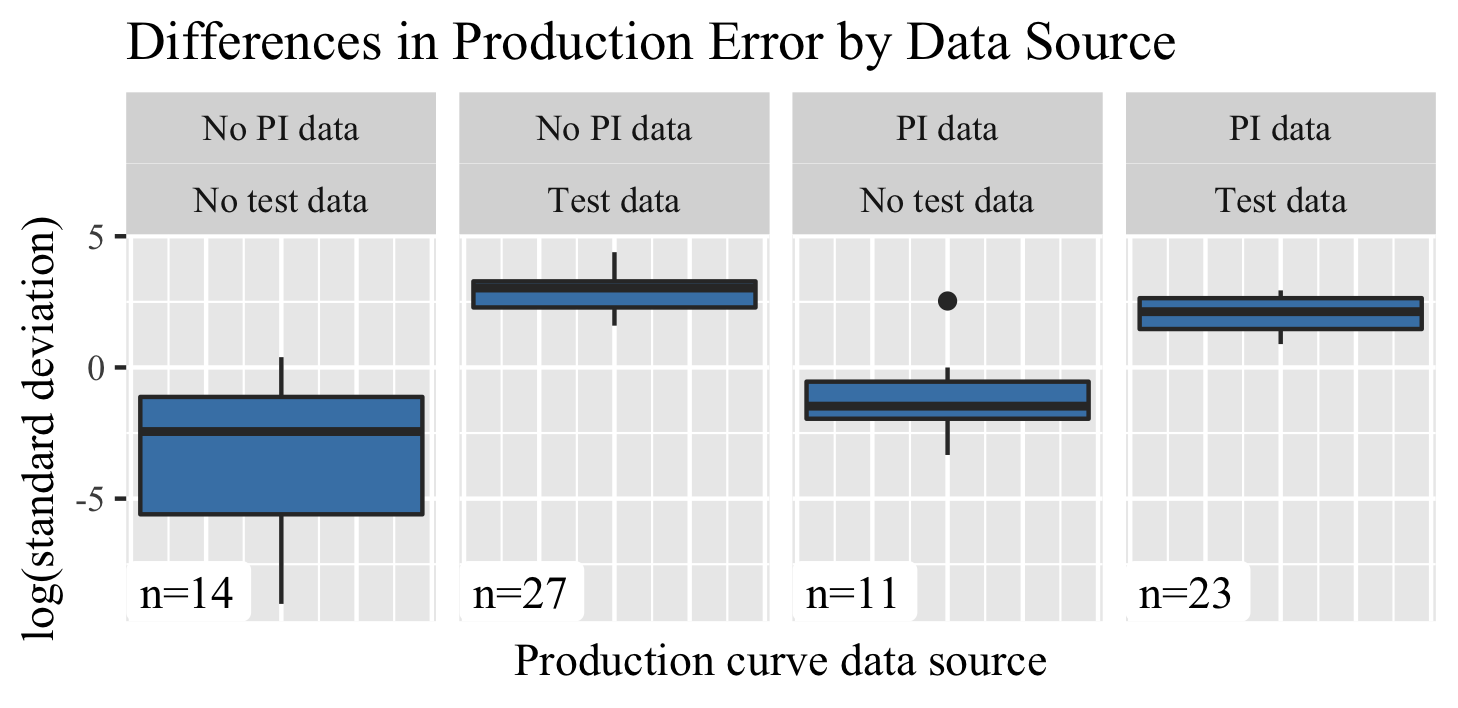 Differences in Production Error by Data Source
No PI data
No PI data
PI data
PI data
No test data
Test data
No test data
Test data
log(standard deviation)
5
0
-5
n=14
n=27
n=11
n=23
Production curve data source